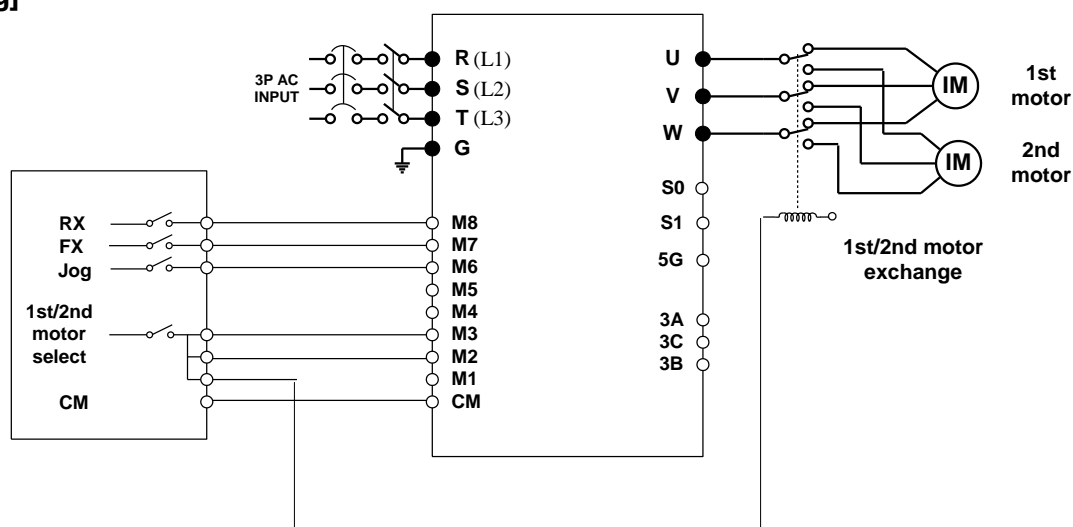 g]
3P AC
INPUT
R (L1)
S (L2)
T (L3)
G
U
V
W
IM
1st
motor
IM
2nd
motor
S0
S1
5G
3A
3C
3B
1st/2nd motor
exchange
RX
FX
Jog
1st/2nd
motor
select
CM
M8
M7
M6
M5
M4
M3
M2
M1
CM